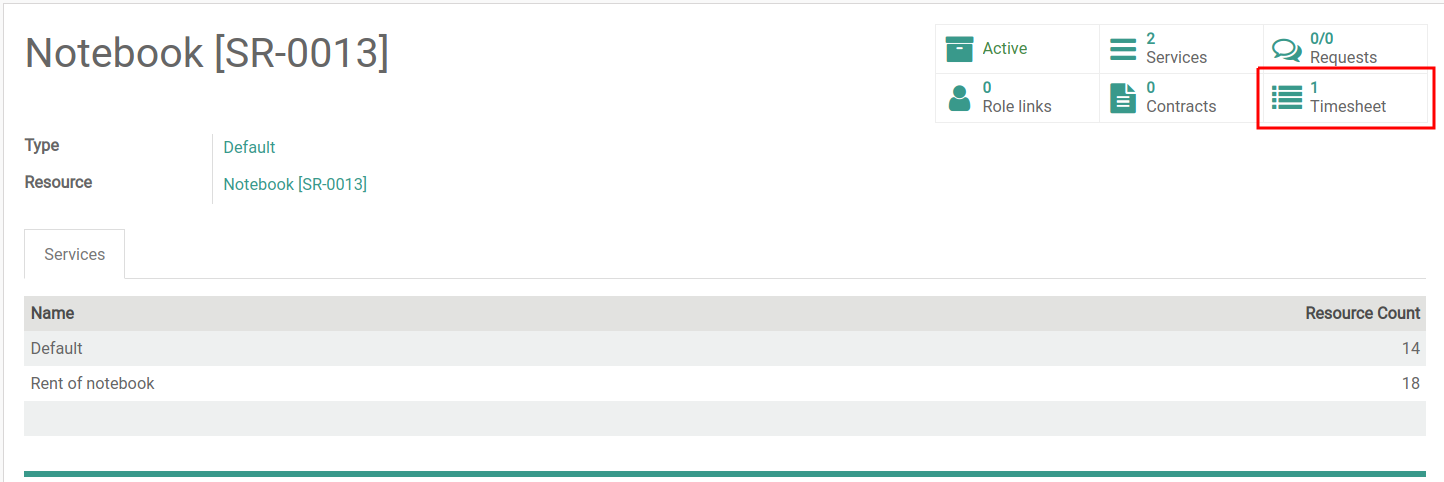 Notebook [SR-0013]
Active
2
Services
0/0
Requests
0
Role links
0
Contracts
1
Timesheet
Type
Default
Resource
Notebook [SR-0013]
Services
Name Resource Count
Default 14
Rent of notebook 18